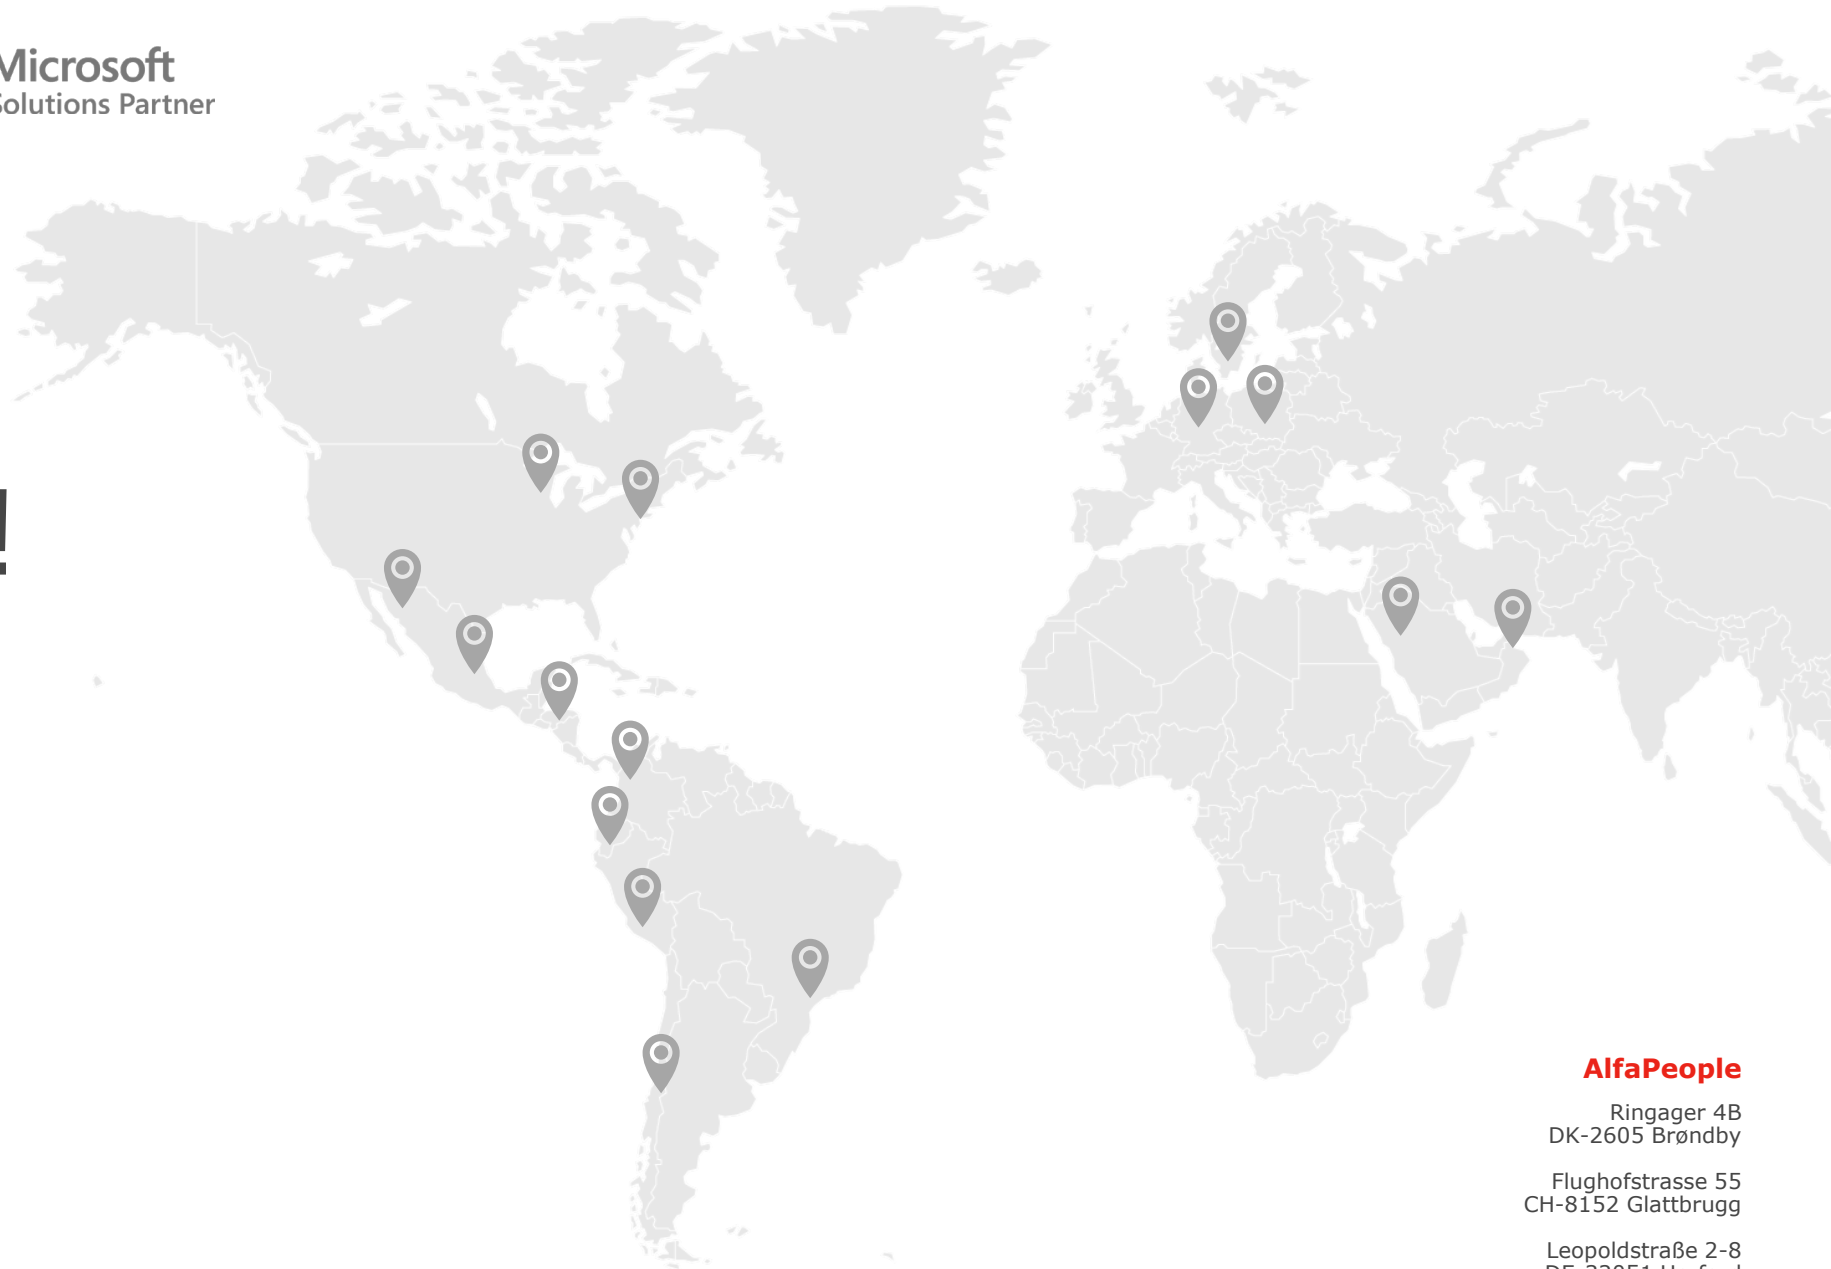 Microsoft
Solutions Partner
!
AlfaPeople
Ringager 4B
DK-2605 Brøndby
Flughofstrasse 55
CH-8152 Glattbrugg
Leopoldstraße 2-8